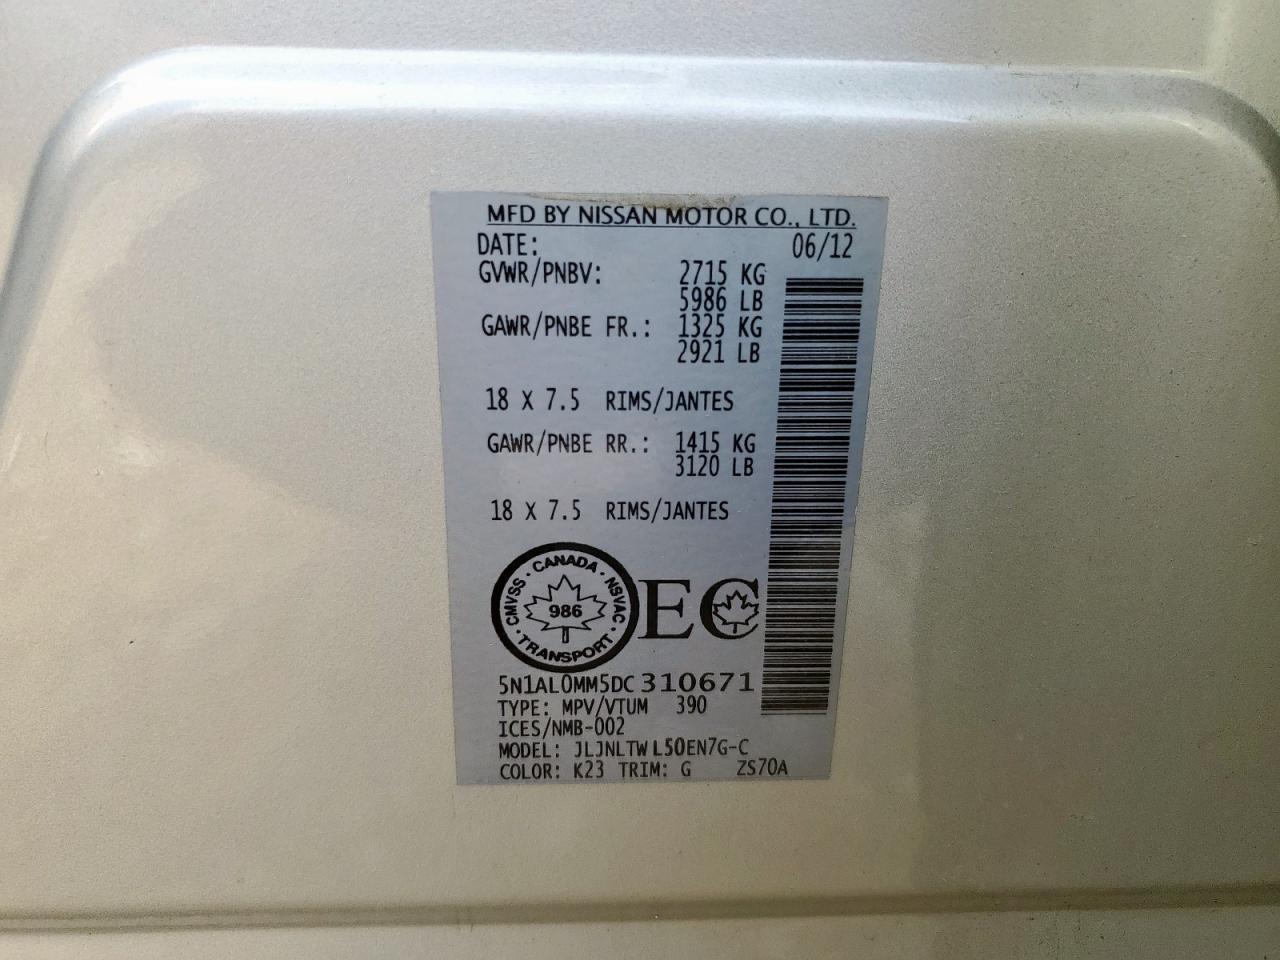 MFD BY NISSAN MOTOR CO., LTD.
DATE: 06/12
GVWR/PNBV: 2715 KG
5986 LB
GAWR/PNBE FR.: 1325 KG
2921 LB
18 X 7.5 RIMS/JANTES
GAWR/PNBE RR.: 1415 KG
3120 LB
18 X 7.5 RIMS/JANTES
CMVSS · CANADA · NSVAC · TRANSPORT ·
986
EC
5N1AL0MM5DC310671
TYPE: MPV/VTUM 390
ICES/NMB-002
MODEL: JLJNLTWL50EN7G-C
COLOR: K23 TRIM: G ZS70A